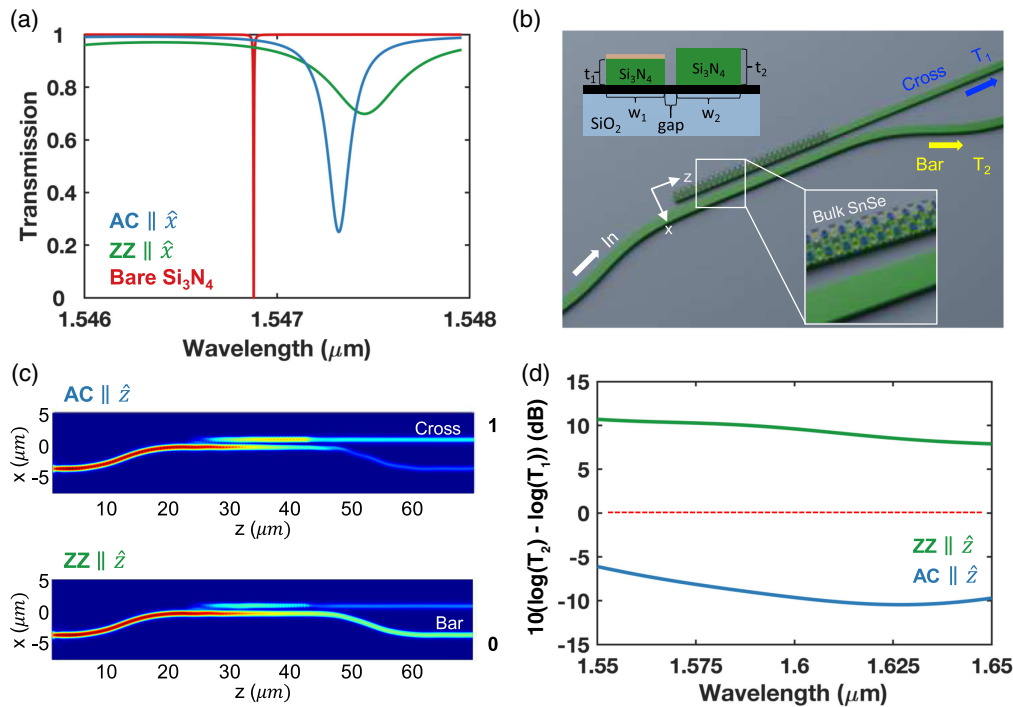 (a)
1
0.8
0.6
0.4
0.2
0
Transmission
AC ∥ x̂
ZZ ∥ x̂
Bare Si₃N₄
1.546
1.547
1.548
Wavelength (μm)
(b)
t₁
Si₃N₄
Si₃N₄
t₂
w₁
w₂
SiO₂
gap
Cross
T₁
Bar
T₂
z
x
In
Bulk SnSe
(c)
AC ∥ ẑ
5
0
-5
x (μm)
Cross
1
10 20 30 40 50 60
z (μm)
ZZ ∥ ẑ
5
0
-5
x (μm)
Bar
0
10 20 30 40 50 60
z (μm)
(d)
15
10
5
0
-5
-10
-15
10(log(T₂) - log(T₁)) (dB)
ZZ ∥ ẑ
AC ∥ ẑ
1.55 1.575 1.6 1.625 1.65
Wavelength (μm)